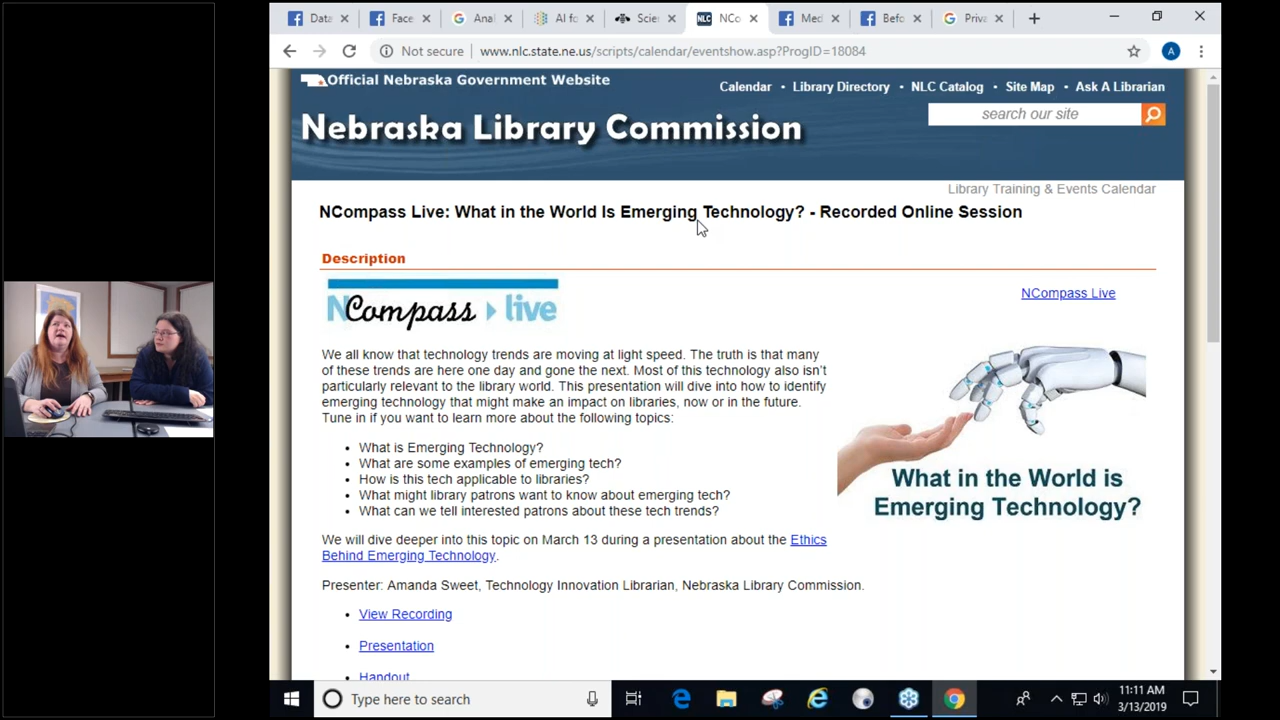 Data
Face
Anal
AI fo
Scien
NCo
Med
Befo
Priva
Not secure
www.nlc.state.ne.us/scripts/calendar/eventshow.asp?ProgID=18084
A
Official Nebraska Government Website
Calendar • Library Directory • NLC Catalog • Site Map • Ask A Librarian
Nebraska Library Commission
search our site
Library Training & Events Calendar
NCompass Live: What in the World Is Emerging Technology? - Recorded Online Session
Description
NCompass live
NCompass Live
We all know that technology trends are moving at light speed. The truth is that many
of these trends are here one day and gone the next. Most of this technology also isn't
particularly relevant to the library world. This presentation will dive into how to identify
emerging technology that might make an impact on libraries, now or in the future.
Tune in if you want to learn more about the following topics:
• What is Emerging Technology?
• What are some examples of emerging tech?
• How is this tech applicable to libraries?
• What might library patrons want to know about emerging tech?
• What can we tell interested patrons about these tech trends?
What in the World is
Emerging Technology?
We will dive deeper into this topic on March 13 during a presentation about the Ethics
Behind Emerging Technology.
Presenter: Amanda Sweet, Technology Innovation Librarian, Nebraska Library Commission.
• View Recording
• Presentation
• Handout
Type here to search
11:11 AM
3/13/2019